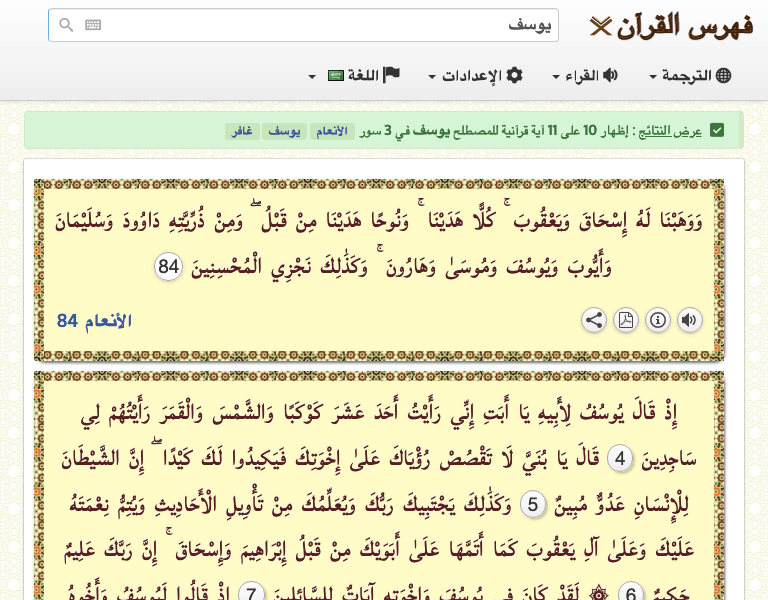 فهرس القرآن
يوسف
الترجمة
القراء
الإعدادات
اللغة
عرض النتائج : إظهار 10 على 11 آية قرآنية للمصطلح يوسف في 3 سور الأنعام يوسف غافر
وَوَهَبْنَا لَهُ إِسْحَاقَ وَيَعْقُوبَ ۚ كُلًّا هَدَيْنَا ۚ وَنُوحًا هَدَيْنَا مِنْ قَبْلُ ۖ وَمِنْ ذُرِّيَّتِهِ دَاوُودَ وَسُلَيْمَانَ
وَأَيُّوبَ وَيُوسُفَ وَمُوسَىٰ وَهَارُونَ ۚ وَكَذَٰلِكَ نَجْزِي الْمُحْسِنِينَ 84
الأنعام 84
إِذْ قَالَ يُوسُفُ لِأَبِيهِ يَا أَبَتِ إِنِّي رَأَيْتُ أَحَدَ عَشَرَ كَوْكَبًا وَالشَّمْسَ وَالْقَمَرَ رَأَيْتُهُمْ لِي
سَاجِدِينَ 4 قَالَ يَا بُنَيَّ لَا تَقْصُصْ رُؤْيَاكَ عَلَىٰ إِخْوَتِكَ فَيَكِيدُوا لَكَ كَيْدًا ۖ إِنَّ الشَّيْطَانَ
لِلْإِنْسَانِ عَدُوٌّ مُبِينٌ 5 وَكَذَٰلِكَ يَجْتَبِيكَ رَبُّكَ وَيُعَلِّمُكَ مِنْ تَأْوِيلِ الْأَحَادِيثِ وَيُتِمُّ نِعْمَتَهُ
عَلَيْكَ وَعَلَىٰ آلِ يَعْقُوبَ كَمَا أَتَمَّهَا عَلَىٰ أَبَوَيْكَ مِنْ قَبْلُ إِبْرَاهِيمَ وَإِسْحَاقَ ۚ إِنَّ رَبَّكَ عَلِيمٌ
حَكِيمٌ 6 ۞ لَقَدْ كَانَ فِي يُوسُفَ وَإِخْوَتِهِ آيَاتٌ لِلسَّائِلِينَ 7 إِذْ قَالُوا لَيُوسُفُ وَأَخُوهُ